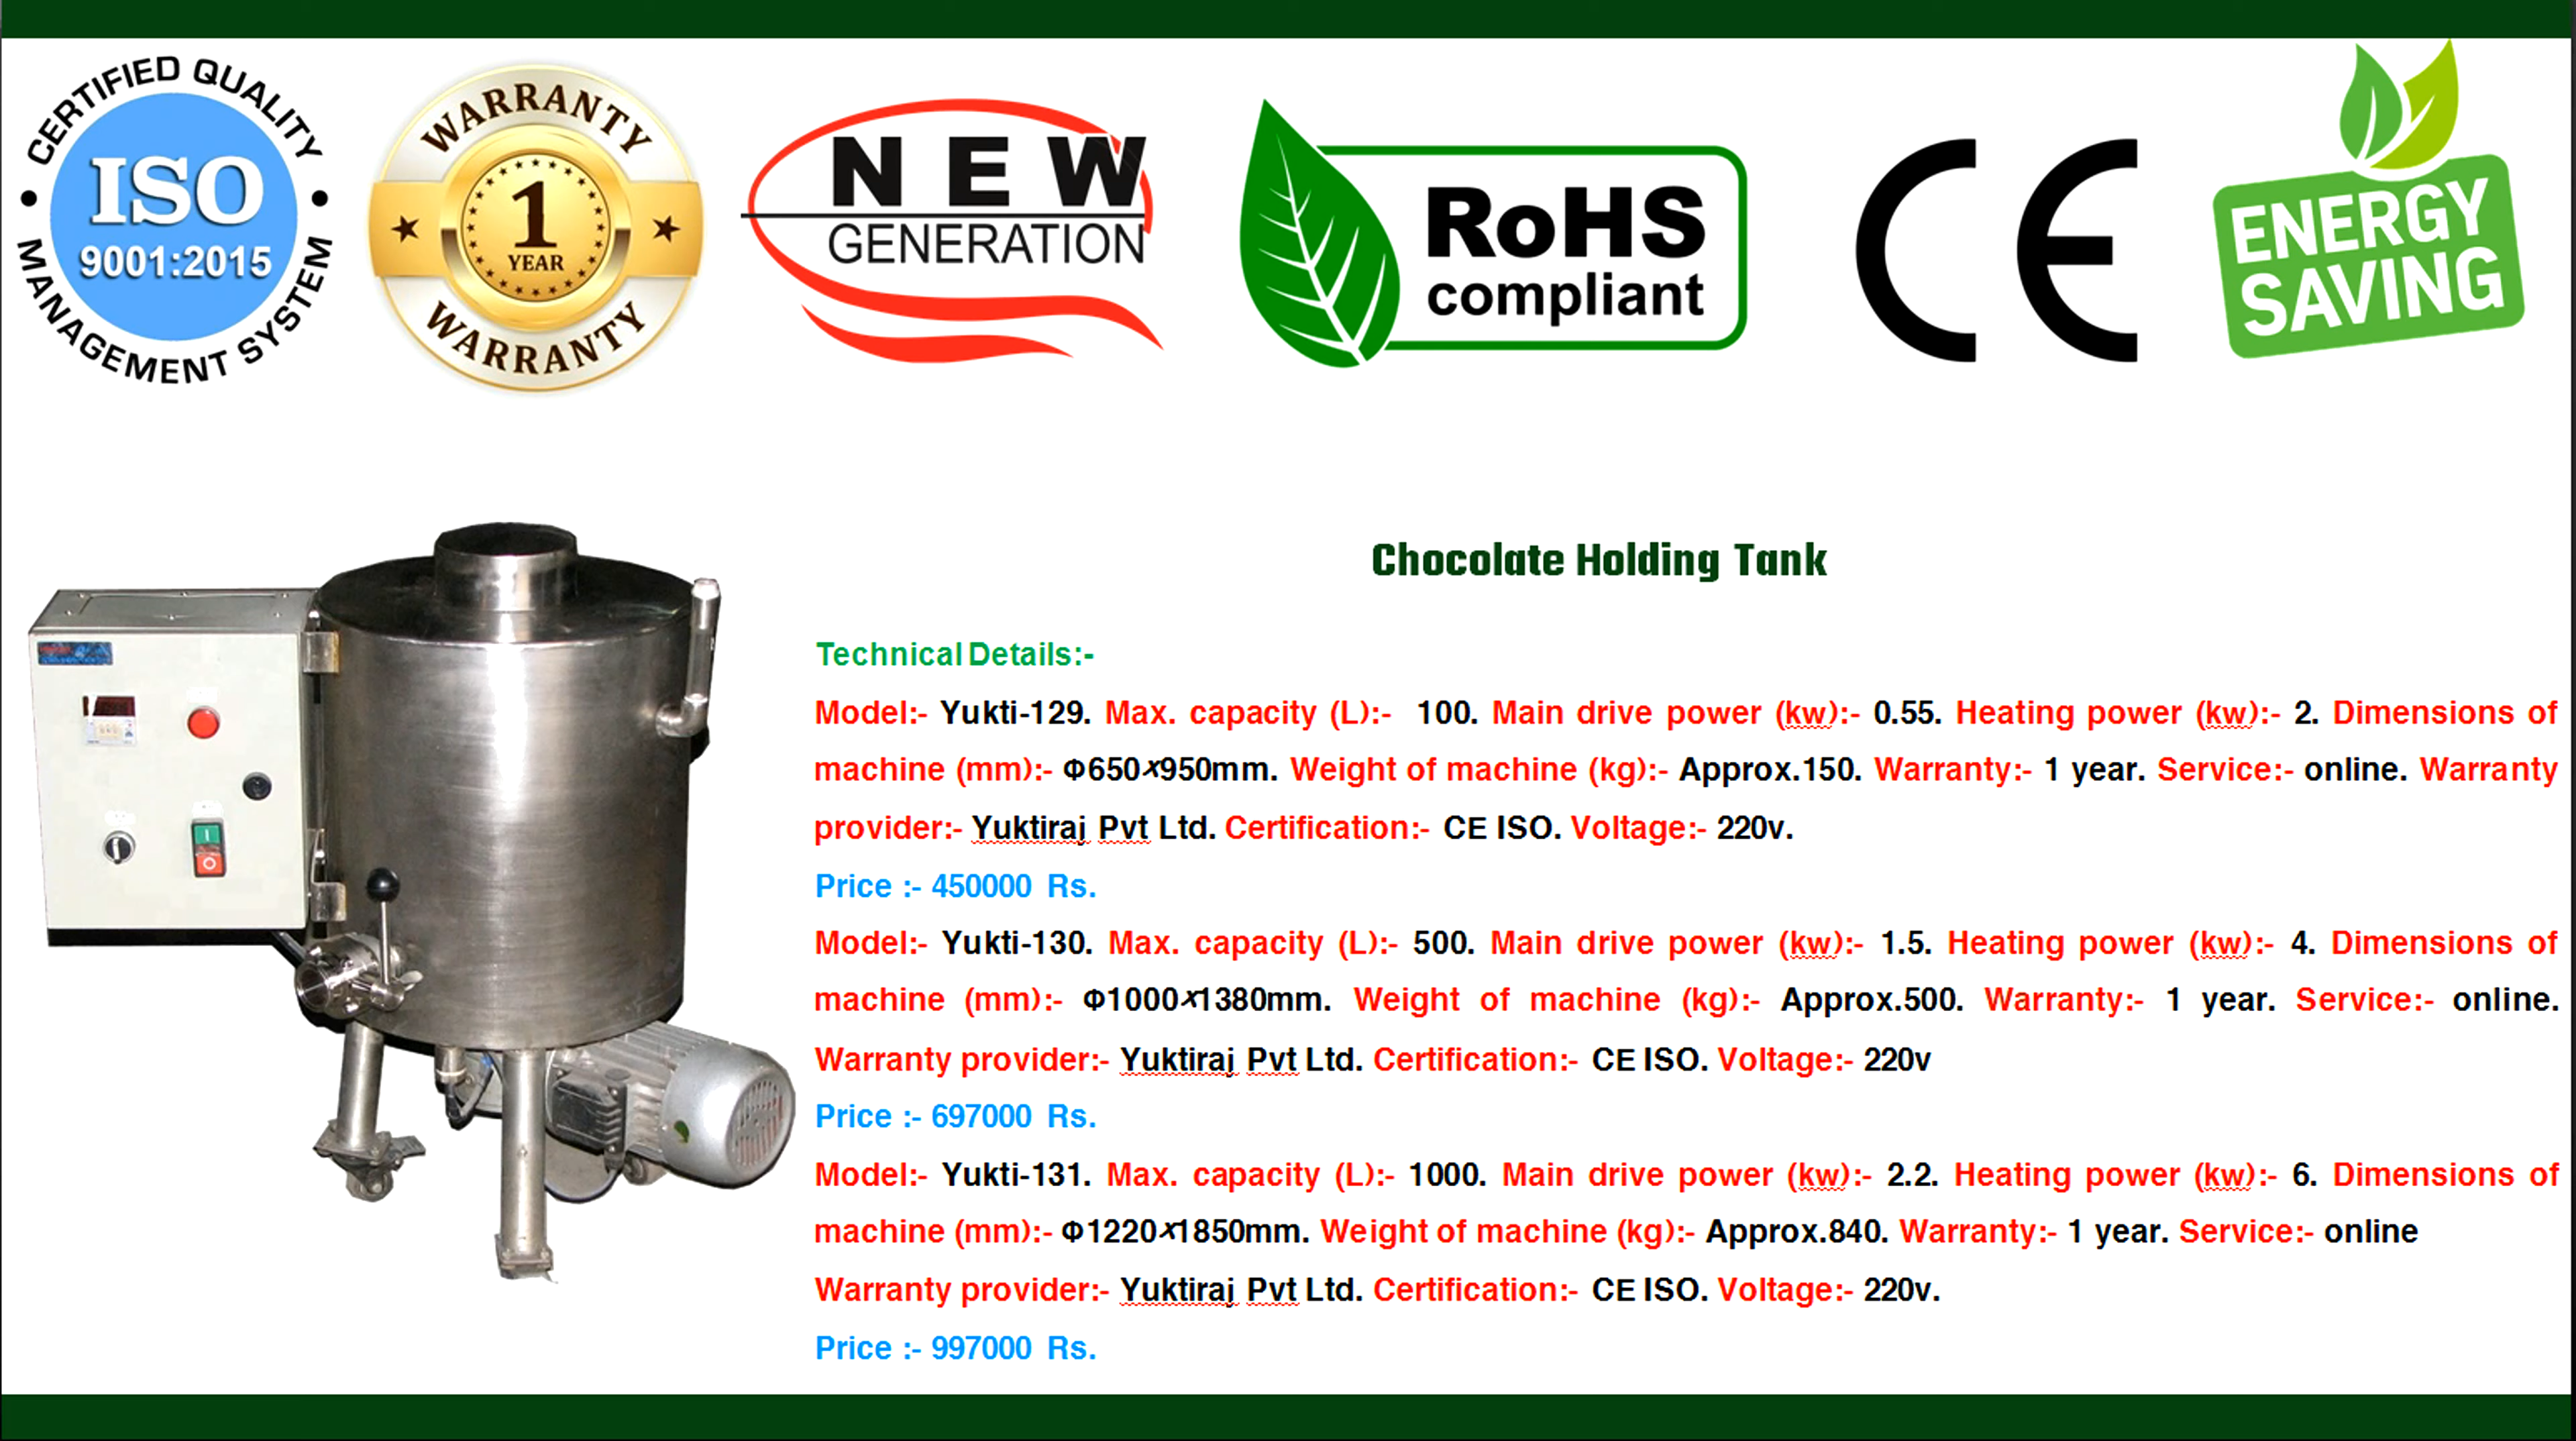 CERTIFIED QUALITY
ISO
9001:2015
MANAGEMENT SYSTEM
WARRANTY
1
YEAR
WARRANTY
NEW
GENERATION
RoHS
compliant
CE
ENERGY
SAVING
Chocolate Holding Tank
Technical Details:-
Model:- Yukti-129. Max. capacity (L):- 100. Main drive power (kw):- 0.55. Heating power (kw):- 2. Dimensions of
machine (mm):- Φ650×950mm. Weight of machine (kg):- Approx.150. Warranty:- 1 year. Service:- online. Warranty
provider:- Yuktiraj Pvt Ltd. Certification:- CE ISO. Voltage:- 220v.
Price :- 450000 Rs.
Model:- Yukti-130. Max. capacity (L):- 500. Main drive power (kw):- 1.5. Heating power (kw):- 4. Dimensions of
machine (mm):- Φ1000×1380mm. Weight of machine (kg):- Approx.500. Warranty:- 1 year. Service:- online.
Warranty provider:- Yuktiraj Pvt Ltd. Certification:- CE ISO. Voltage:- 220v
Price :- 697000 Rs.
Model:- Yukti-131. Max. capacity (L):- 1000. Main drive power (kw):- 2.2. Heating power (kw):- 6. Dimensions of
machine (mm):- Φ1220×1850mm. Weight of machine (kg):- Approx.840. Warranty:- 1 year. Service:- online
Warranty provider:- Yuktiraj Pvt Ltd. Certification:- CE ISO. Voltage:- 220v.
Price :- 997000 Rs.